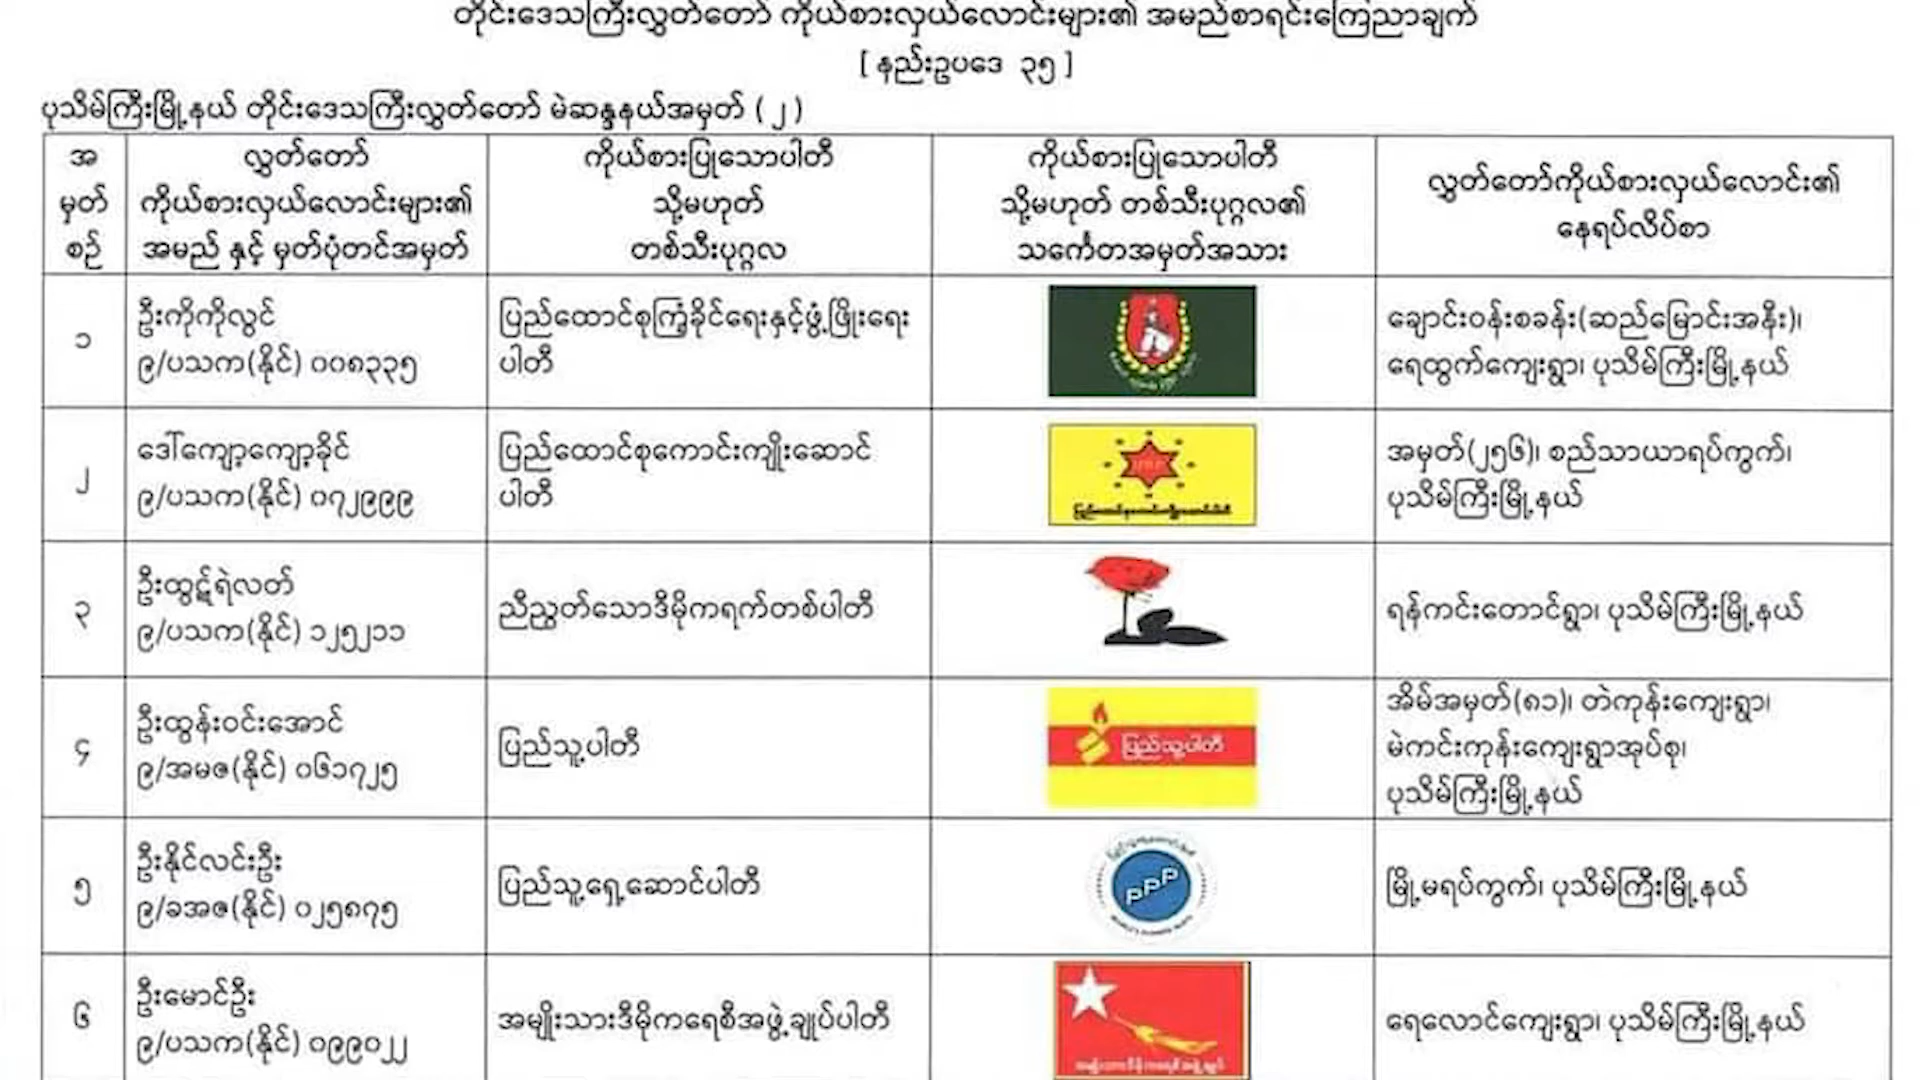 တိုင်းဒေသကြီးလွှတ်တော် ကိုယ်စားလှယ်လောင်းများ၏ အမည်စာရင်းကြေညာချက်
[ နည်းဥပဒေ ၃၅ ]
ပုသိမ်ကြီးမြို့နယ် တိုင်းဒေသကြီးလွှတ်တော် မဲဆန္ဒနယ်အမှတ် (၂)
အ
မှတ်
စဉ်
လွှတ်တော်
ကိုယ်စားလှယ်လောင်းများ၏
အမည် နှင့် မှတ်ပုံတင်အမှတ်
ကိုယ်စားပြုသောပါတီ
သို့မဟုတ်
တစ်သီးပုဂ္ဂလ
ကိုယ်စားပြုသောပါတီ
သို့မဟုတ် တစ်သီးပုဂ္ဂလ၏
သင်္ကေတအမှတ်အသား
လွှတ်တော်ကိုယ်စားလှယ်လောင်း၏
နေရပ်လိပ်စာ
၁
ဦးကိုကိုလွင်
၉/ပသက(နိုင်) ၀၀၈၃၃၅
ပြည်ထောင်စုကြံ့ခိုင်ရေးနှင့်ဖွံ့ဖြိုးရေး
ပါတီ
ချောင်းဝန်းစခန်း(ဆည်မြောင်းအနီး)၊
ရေထွက်ကျေးရွာ၊ ပုသိမ်ကြီးမြို့နယ်
၂
ဒေါ်ကျော့ကျော့ခိုင်
၉/ပသက(နိုင်) ၀၇၂၉၉၉
ပြည်ထောင်စုကောင်းကျိုးဆောင်
ပါတီ
အမှတ်(၂၅၆)၊ စည်သာယာရပ်ကွက်၊
ပုသိမ်ကြီးမြို့နယ်
၃
ဦးထွဋ်ရဲလတ်
၉/ပသက(နိုင်) ၁၂၅၂၁၁
ညီညွတ်သောဒီမိုကရက်တစ်ပါတီ
ရန်ကင်းတောင်ရွာ၊ ပုသိမ်ကြီးမြို့နယ်
၄
ဦးထွန်းဝင်းအောင်
၉/အမဇ(နိုင်) ၀၆၁၇၂၅
ပြည်သူ့ပါတီ
ပြည်သူ့ပါတီ
အိမ်အမှတ်(၈၁)၊ တဲကုန်းကျေးရွာ၊
မဲကင်းကုန်းကျေးရွာအုပ်စု၊
ပုသိမ်ကြီးမြို့နယ်
၅
ဦးနိုင်လင်းဦး
၉/ခအဇ(နိုင်) ၀၂၅၈၇၅
ပြည်သူ့ရှေ့ဆောင်ပါတီ
PPP
မြို့မရပ်ကွက်၊ ပုသိမ်ကြီးမြို့နယ်
၆
ဦးမောင်ဦး
၉/ပသက(နိုင်) ၀၉၉၀၂၂
အမျိုးသားဒီမိုကရေစီအဖွဲ့ချုပ်ပါတီ
အမျိုးသားဒီမိုကရေစီအဖွဲ့ချုပ်
ရေလောင်ကျေးရွာ၊ ပုသိမ်ကြီးမြို့နယ်